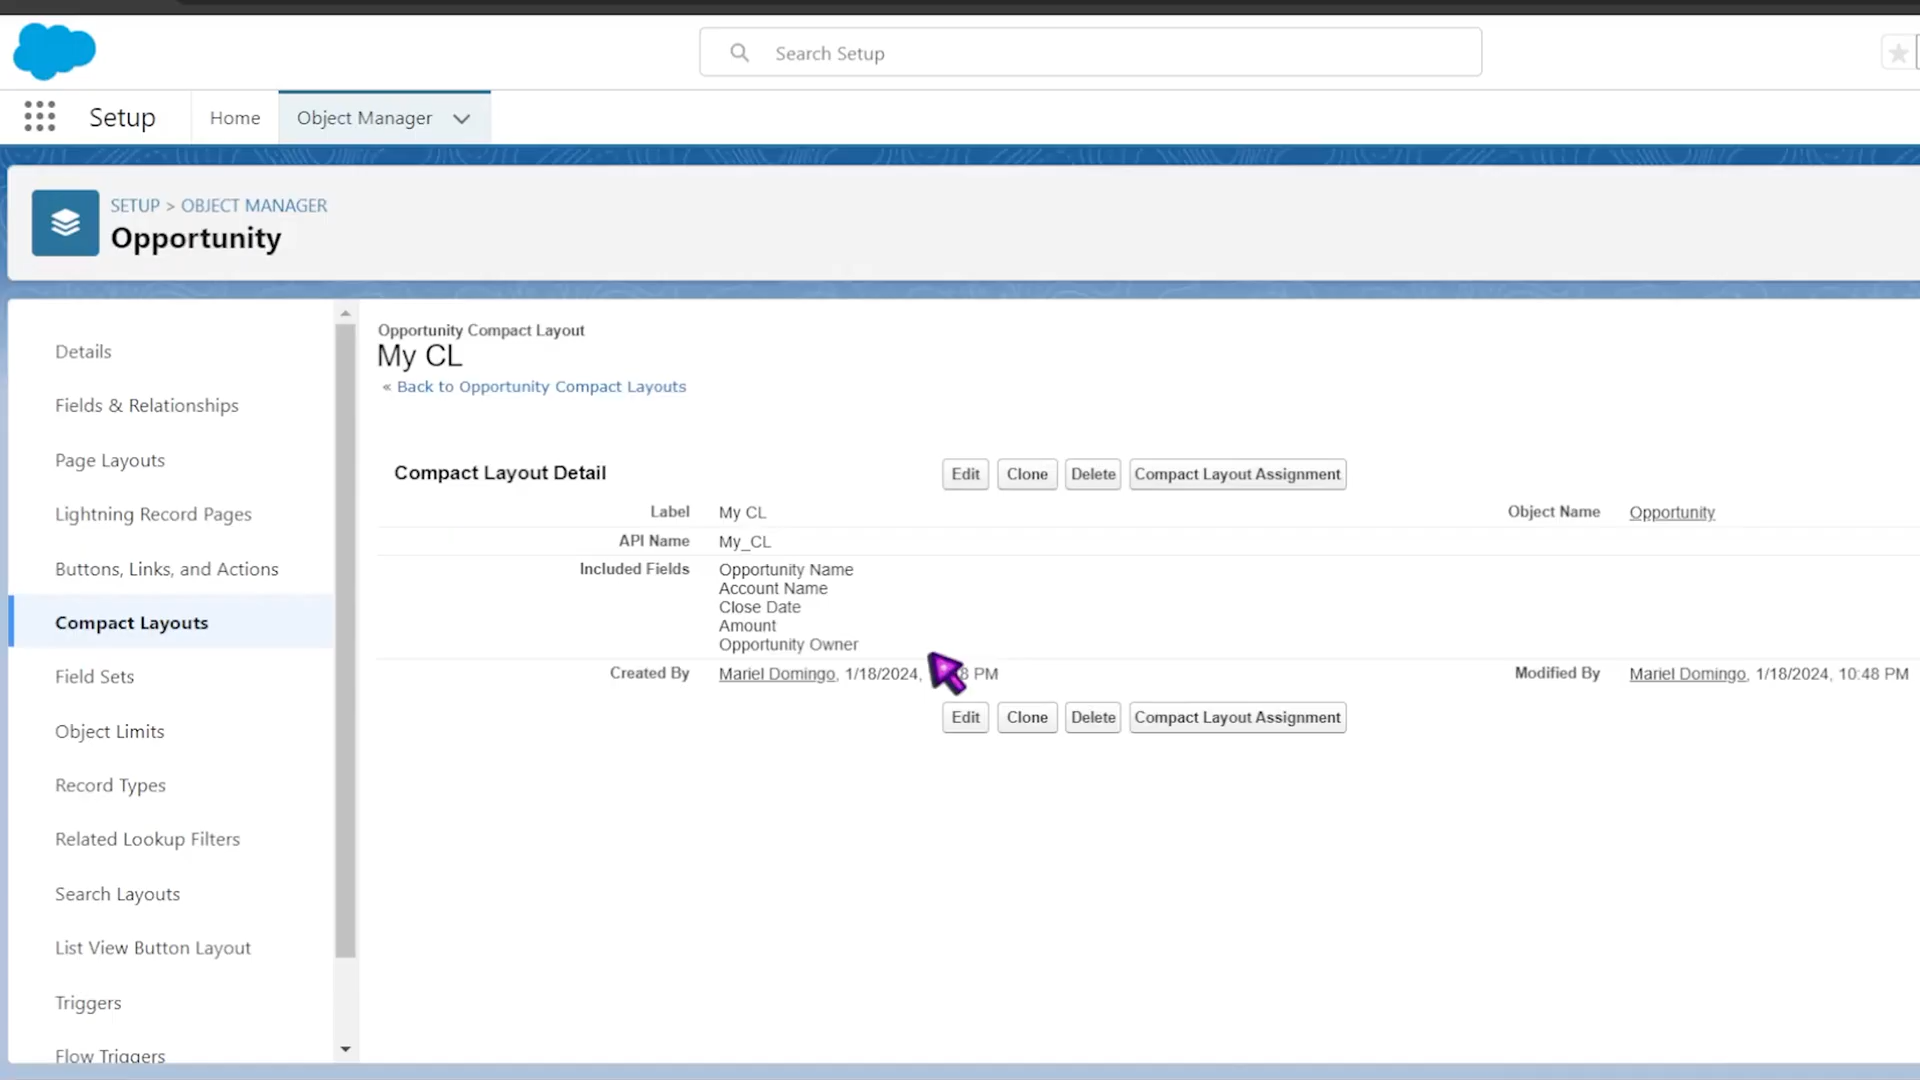 Search Setup
Setup
Home
Object Manager
SETUP > OBJECT MANAGER
Opportunity
Details
Fields & Relationships
Page Layouts
Lightning Record Pages
Buttons, Links, and Actions
Compact Layouts
Field Sets
Object Limits
Record Types
Related Lookup Filters
Search Layouts
List View Button Layout
Triggers
Flow Triggers
Opportunity Compact Layout
My CL
« Back to Opportunity Compact Layouts
Compact Layout Detail
Edit Clone Delete Compact Layout Assignment
Label My CL Object Name Opportunity
API Name My_CL
Included Fields Opportunity Name
Account Name
Close Date
Amount
Opportunity Owner
Created By Mariel Domingo, 1/18/2024, 8 PM Modified By Mariel Domingo, 1/18/2024, 10:48 PM
Edit Clone Delete Compact Layout Assignment